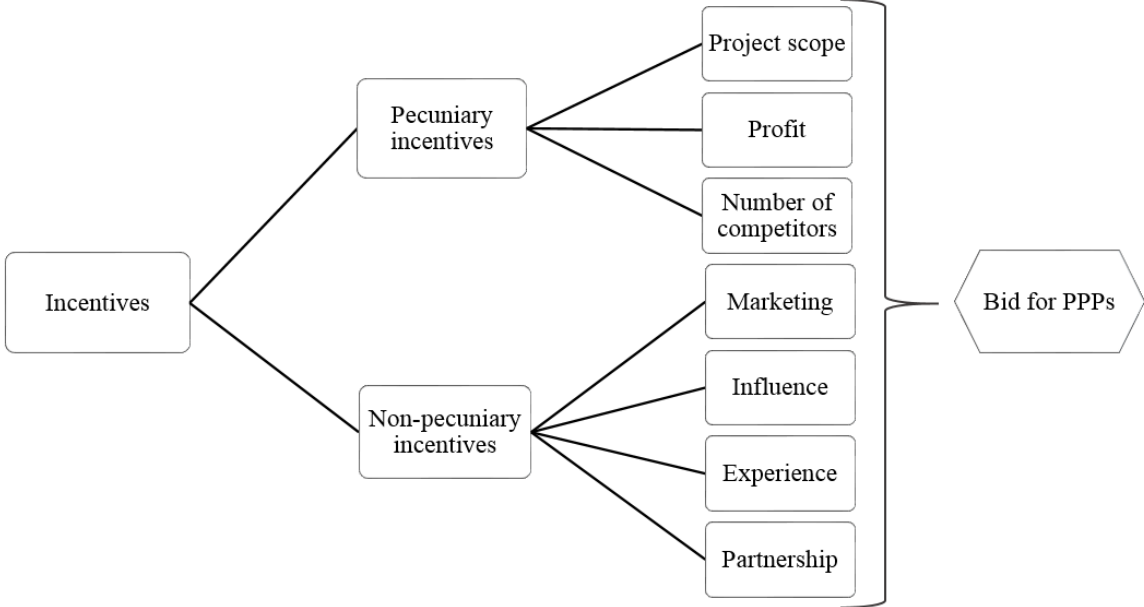 Incentives
Pecuniary
incentives
Non-pecuniary
incentives
Project scope
Profit
Number of
competitors
Marketing
Influence
Experience
Partnership
Bid for PPPs